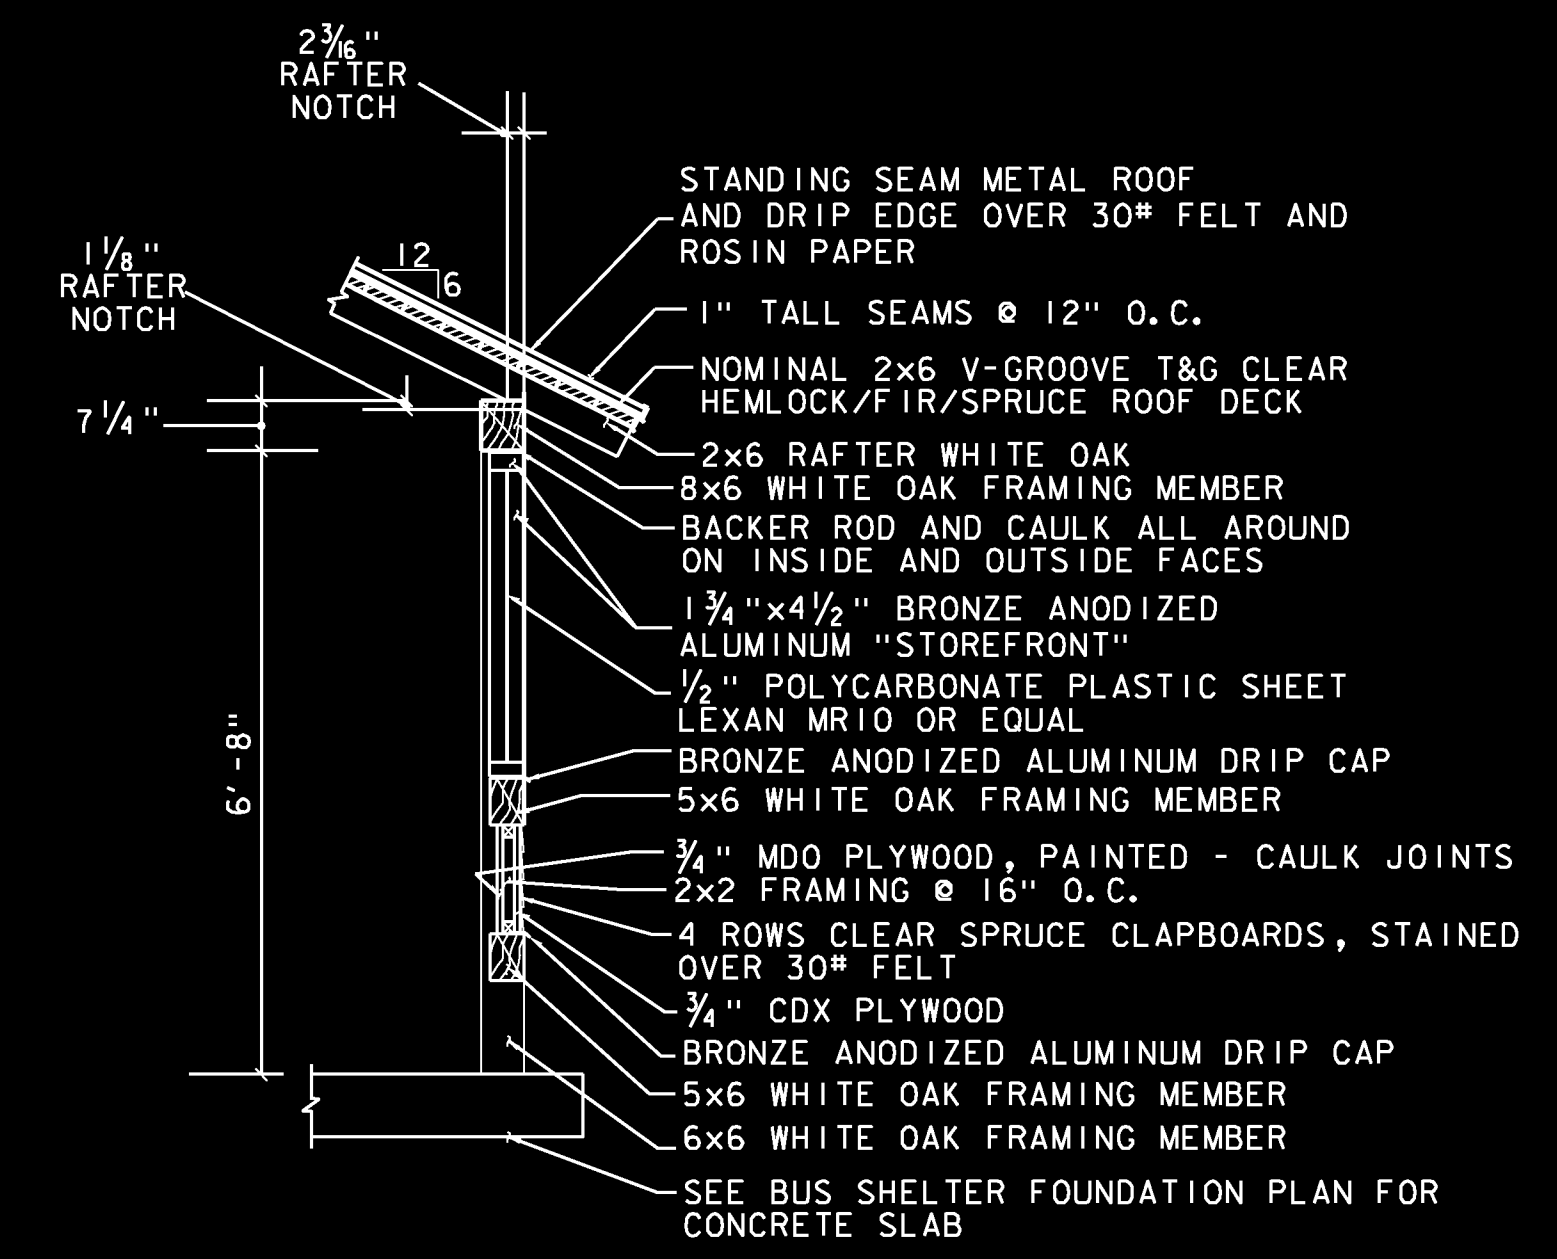 2 3/16"
RAFTER
NOTCH
STANDING SEAM METAL ROOF
AND DRIP EDGE OVER 30# FELT AND
ROSIN PAPER
1 1/8"
RAFTER
NOTCH
12
6
1" TALL SEAMS @ 12" O.C.
NOMINAL 2x6 V-GROOVE T&G CLEAR
HEMLOCK/FIR/SPRUCE ROOF DECK
7 1/4"
2x6 RAFTER WHITE OAK
8x6 WHITE OAK FRAMING MEMBER
BACKER ROD AND CAULK ALL AROUND
ON INSIDE AND OUTSIDE FACES
1 3/4"x4 1/2" BRONZE ANODIZED
ALUMINUM "STOREFRONT"
1/2" POLYCARBONATE PLASTIC SHEET
LEXAN MR10 OR EQUAL
6'-8"
BRONZE ANODIZED ALUMINUM DRIP CAP
5x6 WHITE OAK FRAMING MEMBER
3/4" MDO PLYWOOD, PAINTED - CAULK JOINTS
2x2 FRAMING @ 16" O.C.
4 ROWS CLEAR SPRUCE CLAPBOARDS, STAINED
OVER 30# FELT
3/4" CDX PLYWOOD
BRONZE ANODIZED ALUMINUM DRIP CAP
5x6 WHITE OAK FRAMING MEMBER
6x6 WHITE OAK FRAMING MEMBER
SEE BUS SHELTER FOUNDATION PLAN FOR
CONCRETE SLAB